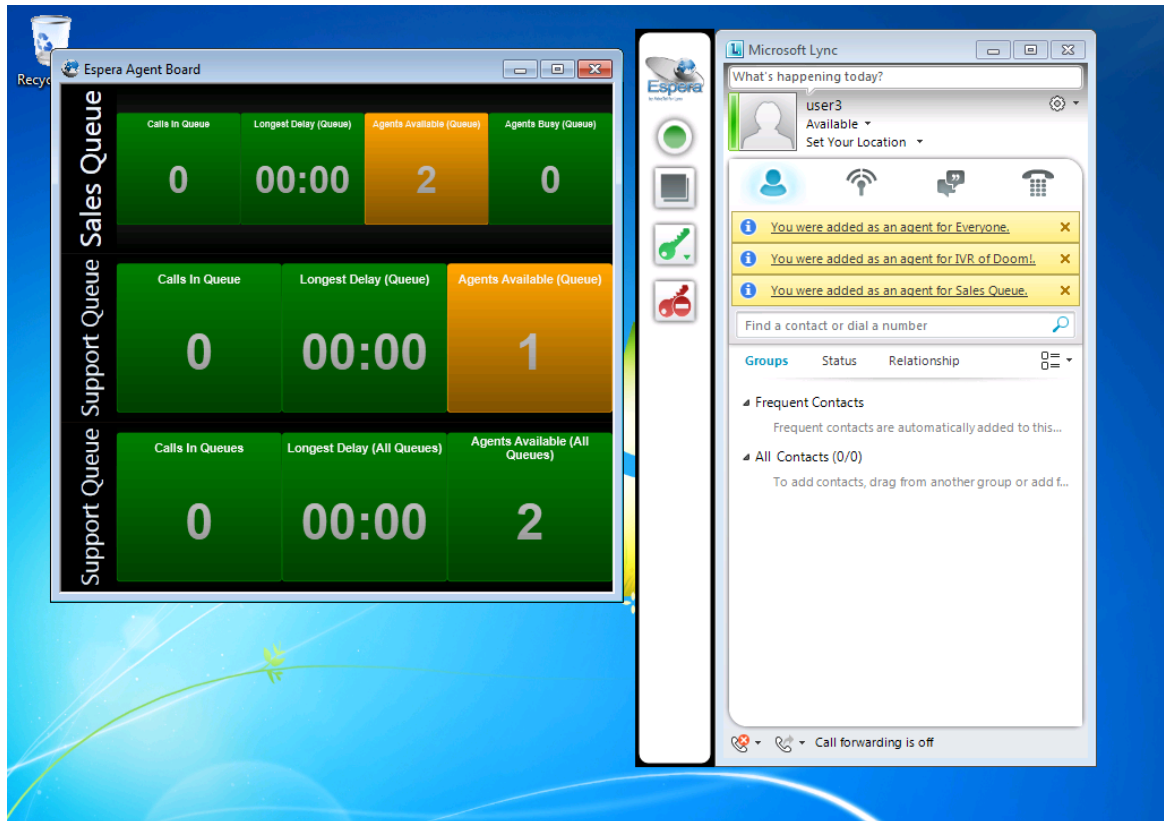 Recyc
Espera Agent Board
Sales Queue
Calls In Queue
Longest Delay (Queue)
Agents Available (Queue)
Agents Busy (Queue)
0
00:00
2
0
Support Queue
Calls In Queue
Longest Delay (Queue)
Agents Available (Queue)
0
00:00
1
Support Queue
Calls In Queues
Longest Delay (All Queues)
Agents Available (All
Queues)
0
00:00
2
Espera
Microsoft Lync
What's happening today?
user3
Available
Set Your Location
You were added as an agent for Everyone.
You were added as an agent for IVR of Doom!.
You were added as an agent for Sales Queue.
Find a contact or dial a number
Groups
Status
Relationship
Frequent Contacts
Frequent contacts are automatically added to this...
All Contacts (0/0)
To add contacts, drag from another group or add f...
Call forwarding is off